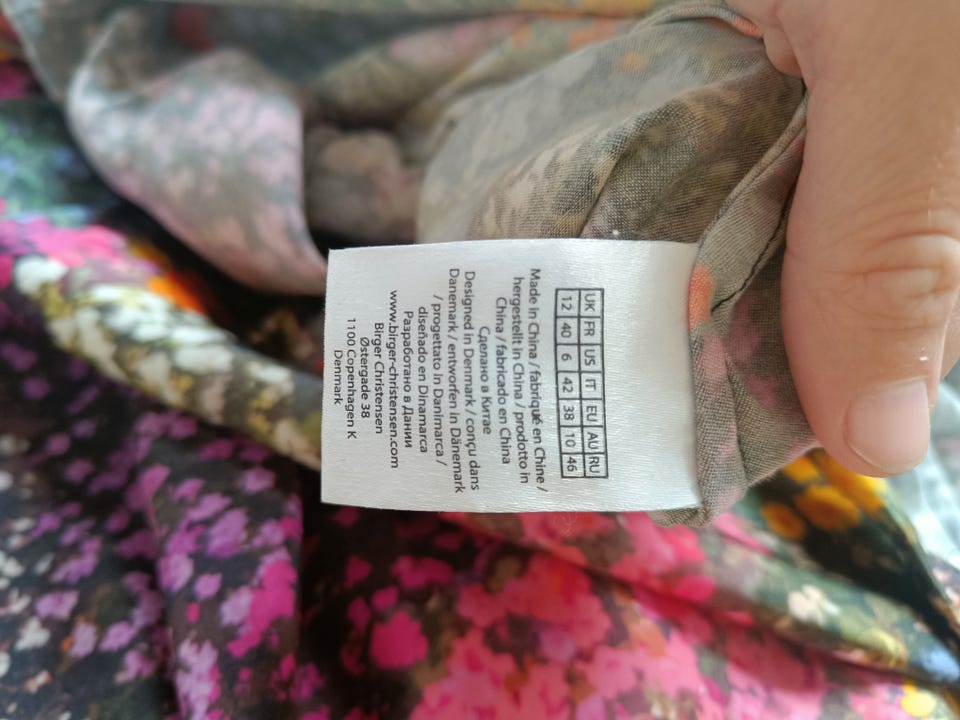 UK FR US IT EU AU RU
12 40 6 42 38 10 46
Made in China / fabriqué en Chine /
hergestellt in China / prodotto in
China / fabricado en China
Сделано в Китае
Designed in Denmark / conçu dans
Danemark / entworfen in Dänemark
/ progettato in Danimarca /
diseñado en Dinamarca
Разработано в Дании
www.birger-christensen.com
Birger Christensen
Østergade 38
1100 Copenhagen K
Denmark